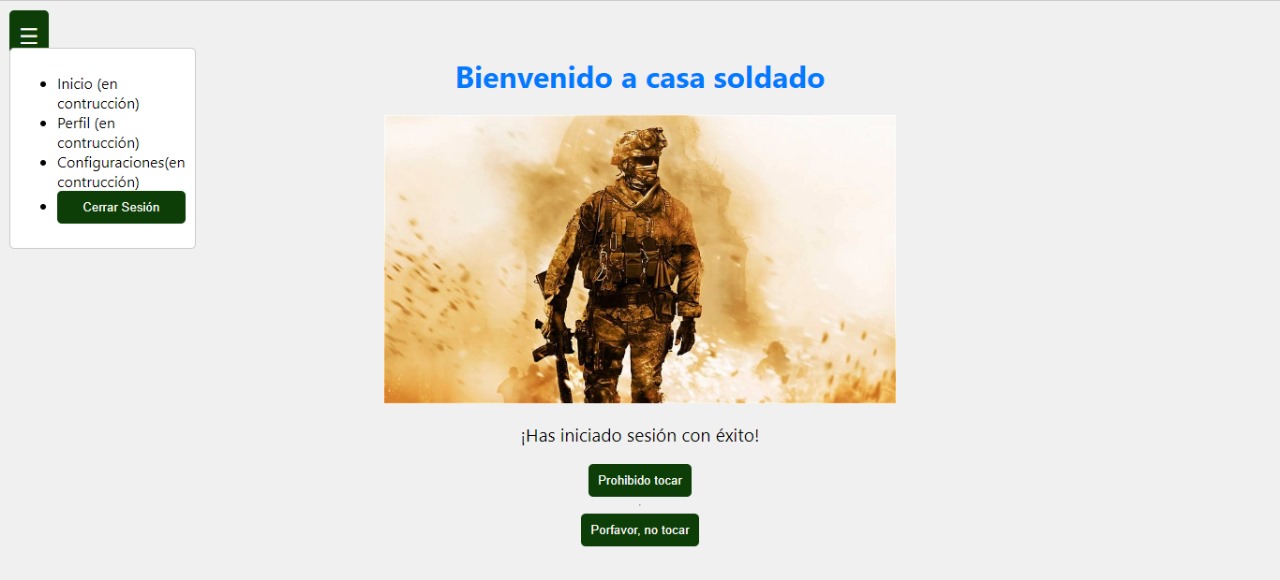 ☰
Inicio (en
contrucción)
Perfil (en
contrucción)
Configuraciones(en
contrucción)
Cerrar Sesión
Bienvenido a casa soldado
¡Has iniciado sesión con éxito!
Prohibido tocar
.
Porfavor, no tocar